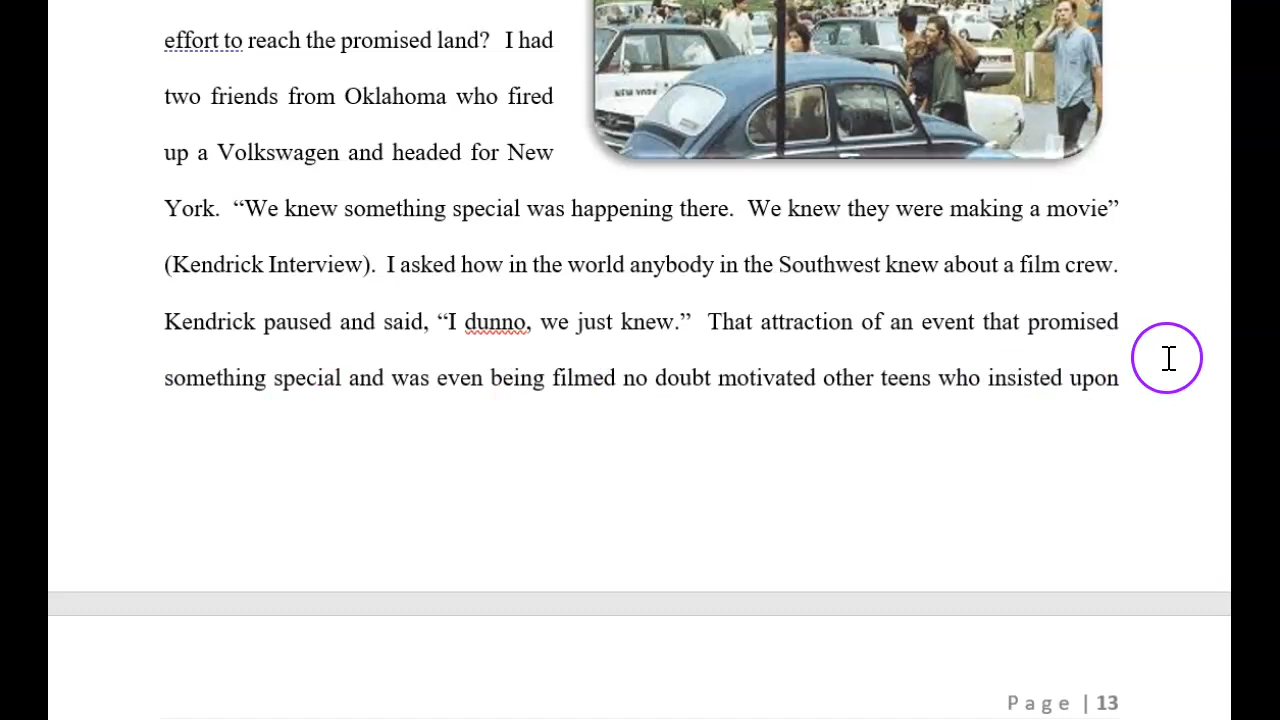 effort to reach the promised land?   I had
NEW YORK
two friends from Oklahoma who fired
up a Volkswagen and headed for New
York.  “We knew something special was happening there.  We knew they were making a movie”
(Kendrick Interview).  I asked how in the world anybody in the Southwest knew about a film crew.
Kendrick paused and said, “I dunno, we just knew.”  That attraction of an event that promised
something special and was even being filmed no doubt motivated other teens who insisted upon
Page | 13